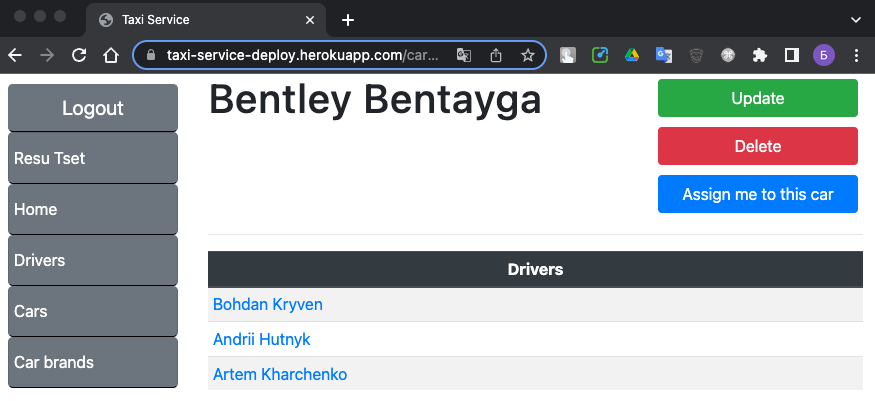 Taxi Service
taxi-service-deploy.herokuapp.com/car...
Б
Logout
Resu Tset
Home
Drivers
Cars
Car brands
Bentley Bentayga
Update
Delete
Assign me to this car
Drivers
Bohdan Kryven
Andrii Hutnyk
Artem Kharchenko